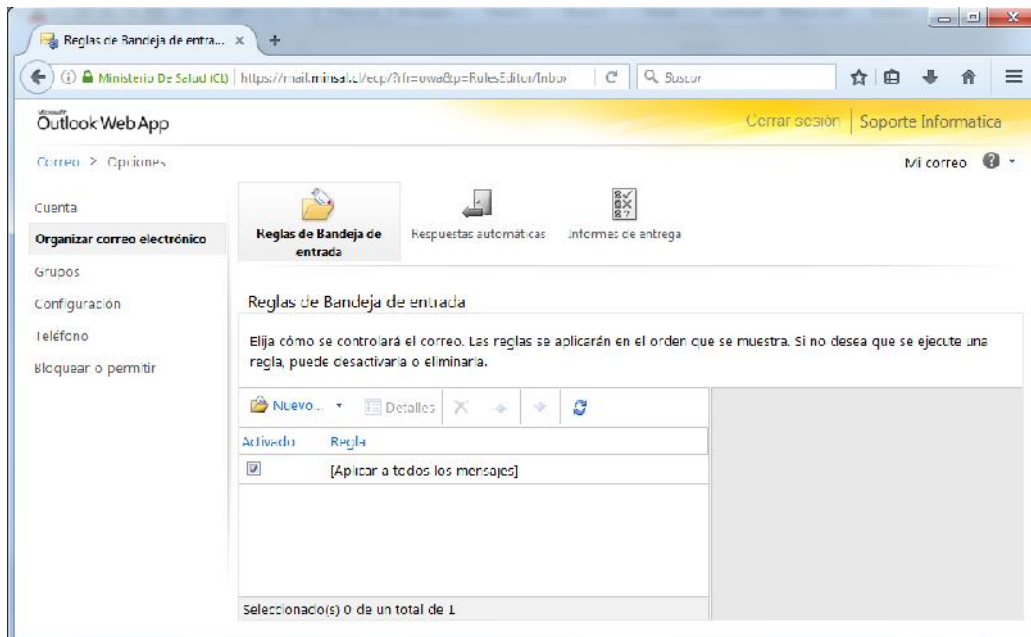 Reglas de Bandeja de entra...
Ministerio De Salud (CL) https://mail.minsal.cl/ecp/?rfr=owa&p=RulesEditor/Inbox
Buscar
Microsoft
Outlook Web App
Cerrar sesión Soporte Informatica
Correo > Opciones
Mi correo
Cuenta
Organizar correo electrónico
Grupos
Configuración
Teléfono
Bloquear o permitir
Reglas de Bandeja de entrada
Respuestas automáticas
Informes de entrega
Reglas de Bandeja de entrada
Elija cómo se controlará el correo. Las reglas se aplicarán en el orden que se muestra. Si no desea que se ejecute una
regla, puede desactivarla o eliminarla.
Nuevo... Detalles
Activado Regla
[Aplicar a todos los mensajes]
Seleccionado(s) 0 de un total de 1